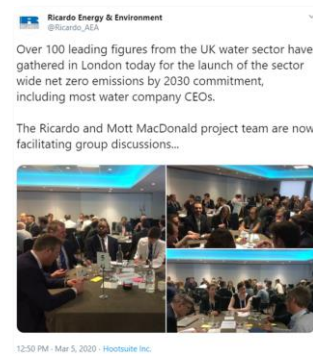 Ricardo Energy & Environment
@Ricardo_AEA
Over 100 leading figures from the UK water sector have
gathered in London today for the launch of the sector
wide net zero emissions by 2030 commitment,
including most water company CEOs.
The Ricardo and Mott MacDonald project team are now
facilitating group discussions...
12:50 PM - Mar 5, 2020 - Hootsuite Inc.